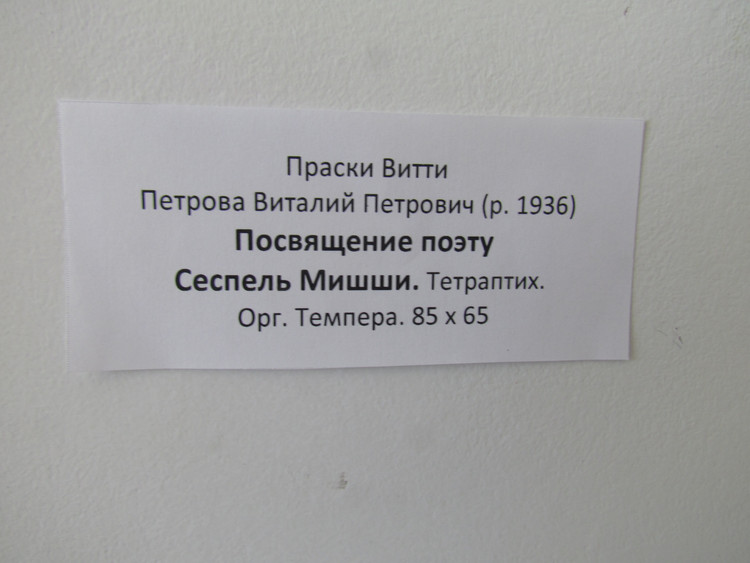 Праски Витти
Петрова Виталий Петрович (р. 1936)
Посвящение поэту
Сеспель Мишши. Тетраптих.
Орг. Темпера. 85 х 65